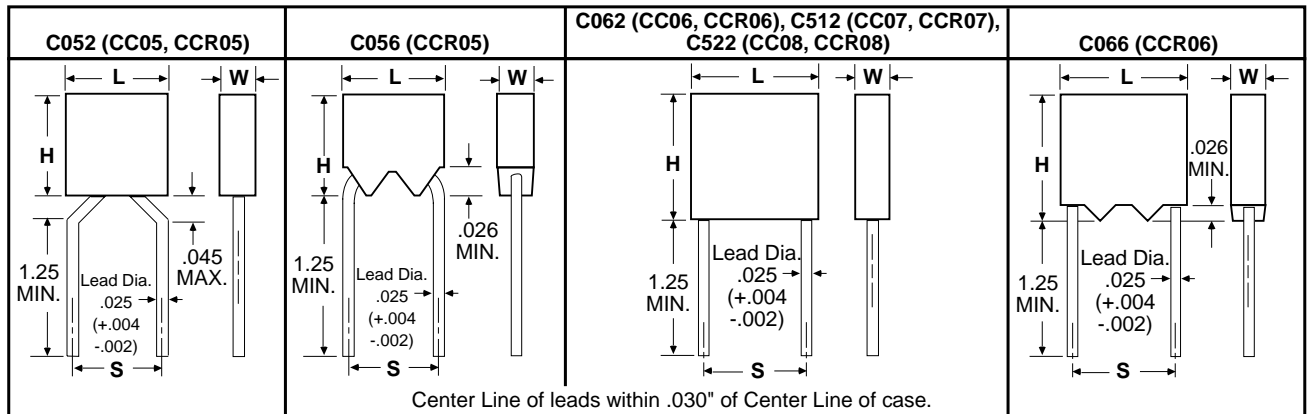 C052 (CC05, CCR05)
C056 (CCR05)
C062 (CC06, CCR06), C512 (CC07, CCR07),
C522 (CC08, CCR08)
C066 (CCR06)
L
W
H
1.25
MIN.
Lead Dia.
.025
(+.004
-.002)
.045
MAX.
S
L
W
H
1.25
MIN.
Lead Dia.
.025
(+.004
-.002)
.026
MIN.
S
L
W
H
1.25
MIN.
Lead Dia.
.025
(+.004
-.002)
S
L
W
H
.026
MIN.
1.25
MIN.
Lead Dia.
.025
(+.004
-.002)
S
Center Line of leads within .030" of Center Line of case.